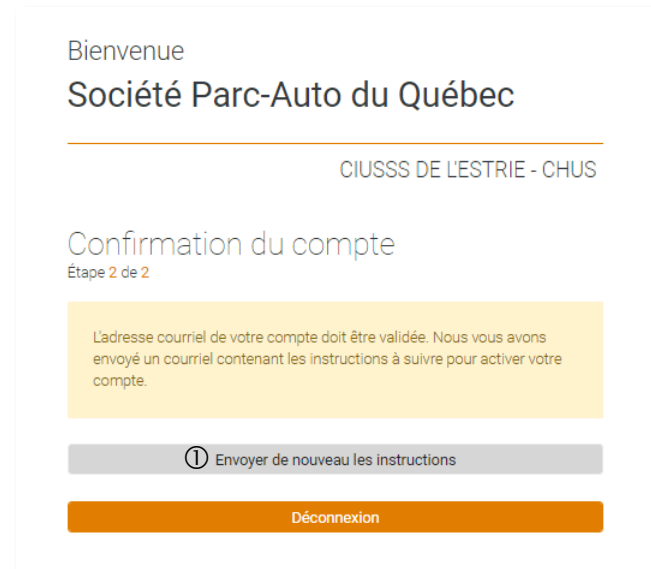 Bienvenue
Société Parc-Auto du Québec
CIUSSS DE L'ESTRIE - CHUS
Confirmation du compte
Étape 2 de 2
L'adresse courriel de votre compte doit être validée. Nous vous avons
envoyé un courriel contenant les instructions à suivre pour activer votre
compte.
① Envoyer de nouveau les instructions
Déconnexion